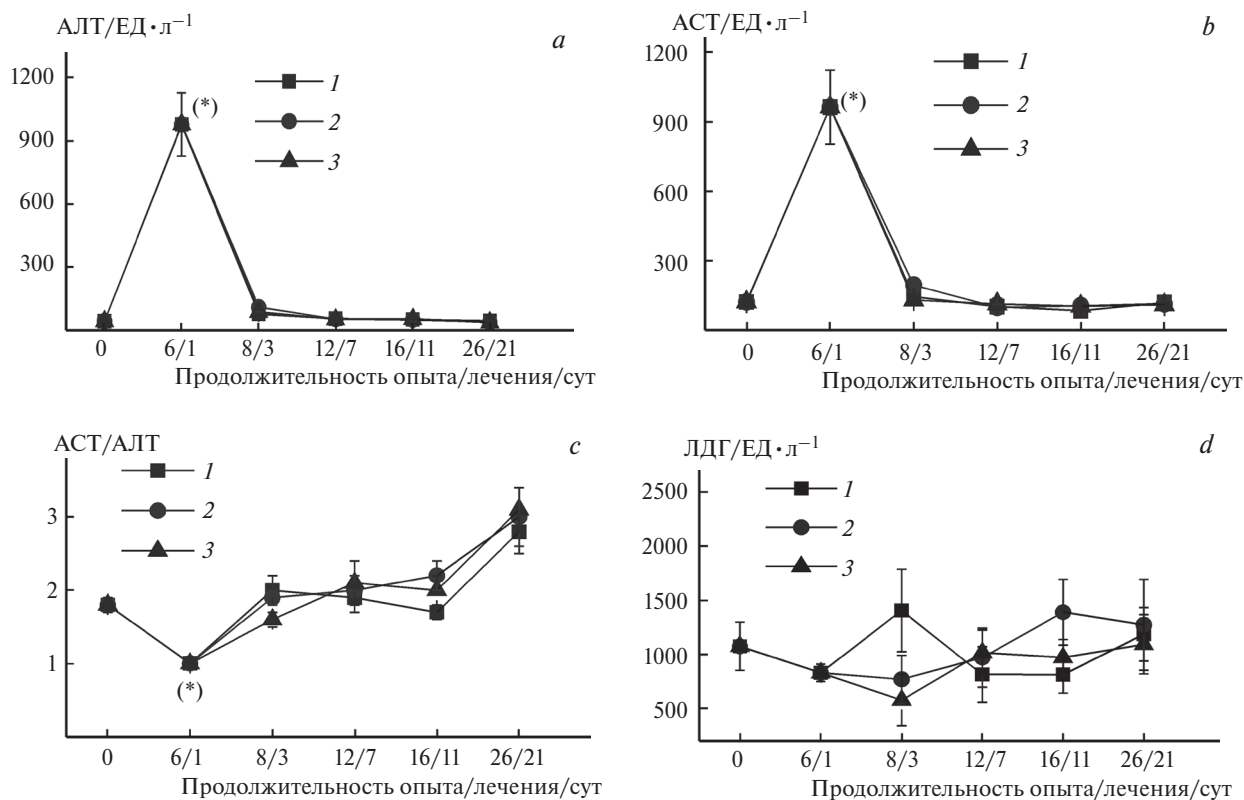 АЛТ/ЕД·л⁻¹
a
1200
900
600
300
1
2
3
(*)
0 6/1 8/3 12/7 16/11 26/21
Продолжительность опыта/лечения/сут
АСТ/ЕД·л⁻¹
b
1200
900
600
300
1
2
3
(*)
0 6/1 8/3 12/7 16/11 26/21
Продолжительность опыта/лечения/сут
АСТ/АЛТ
c
3
2
1
1
2
3
(*)
0 6/1 8/3 12/7 16/11 26/21
Продолжительность опыта/лечения/сут
ЛДГ/ЕД·л⁻¹
d
2500
2000
1500
1000
500
1
2
3
0 6/1 8/3 12/7 16/11 26/21
Продолжительность опыта/лечения/сут